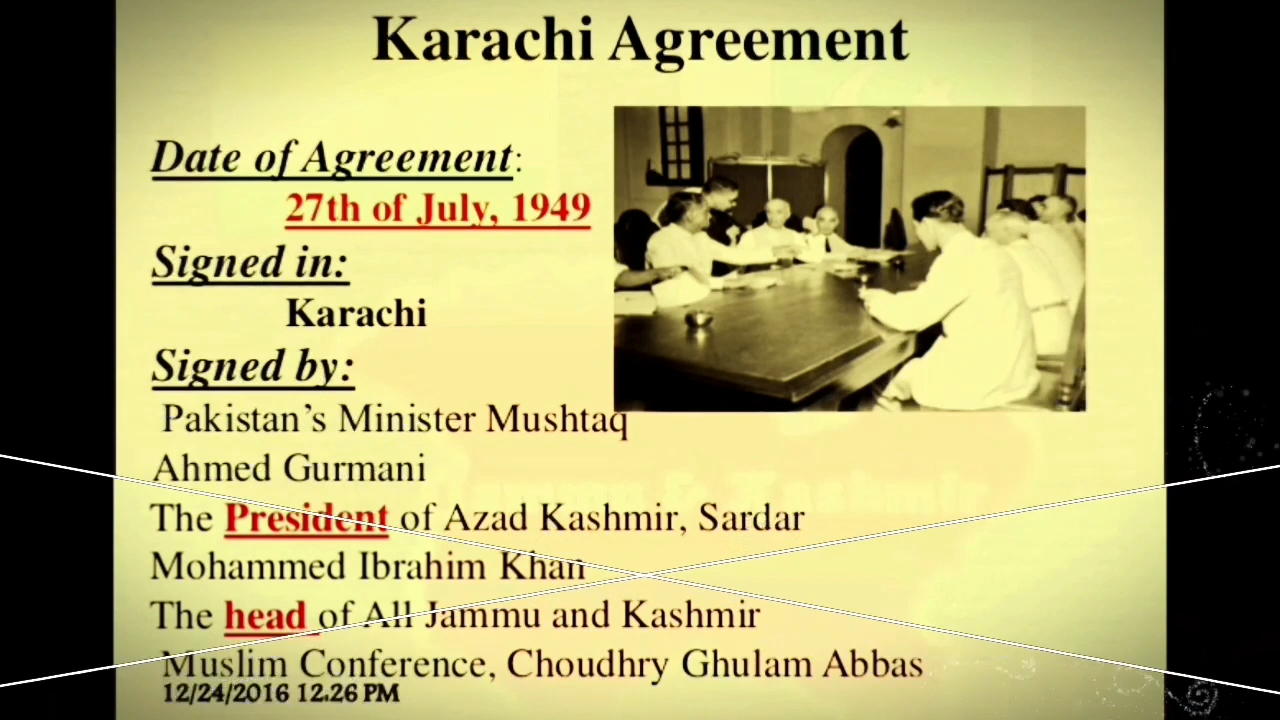 Karachi Agreement
Date of Agreement:
27th of July, 1949
Signed in:
Karachi
Signed by:
Pakistan's Minister Mushtaq
Ahmed Gurmani
The President of Azad Kashmir, Sardar
Mohammed Ibrahim Khan
The head of All Jammu and Kashmir
Muslim Conference, Choudhry Ghulam Abbas
12/24/2016 12:26 PM